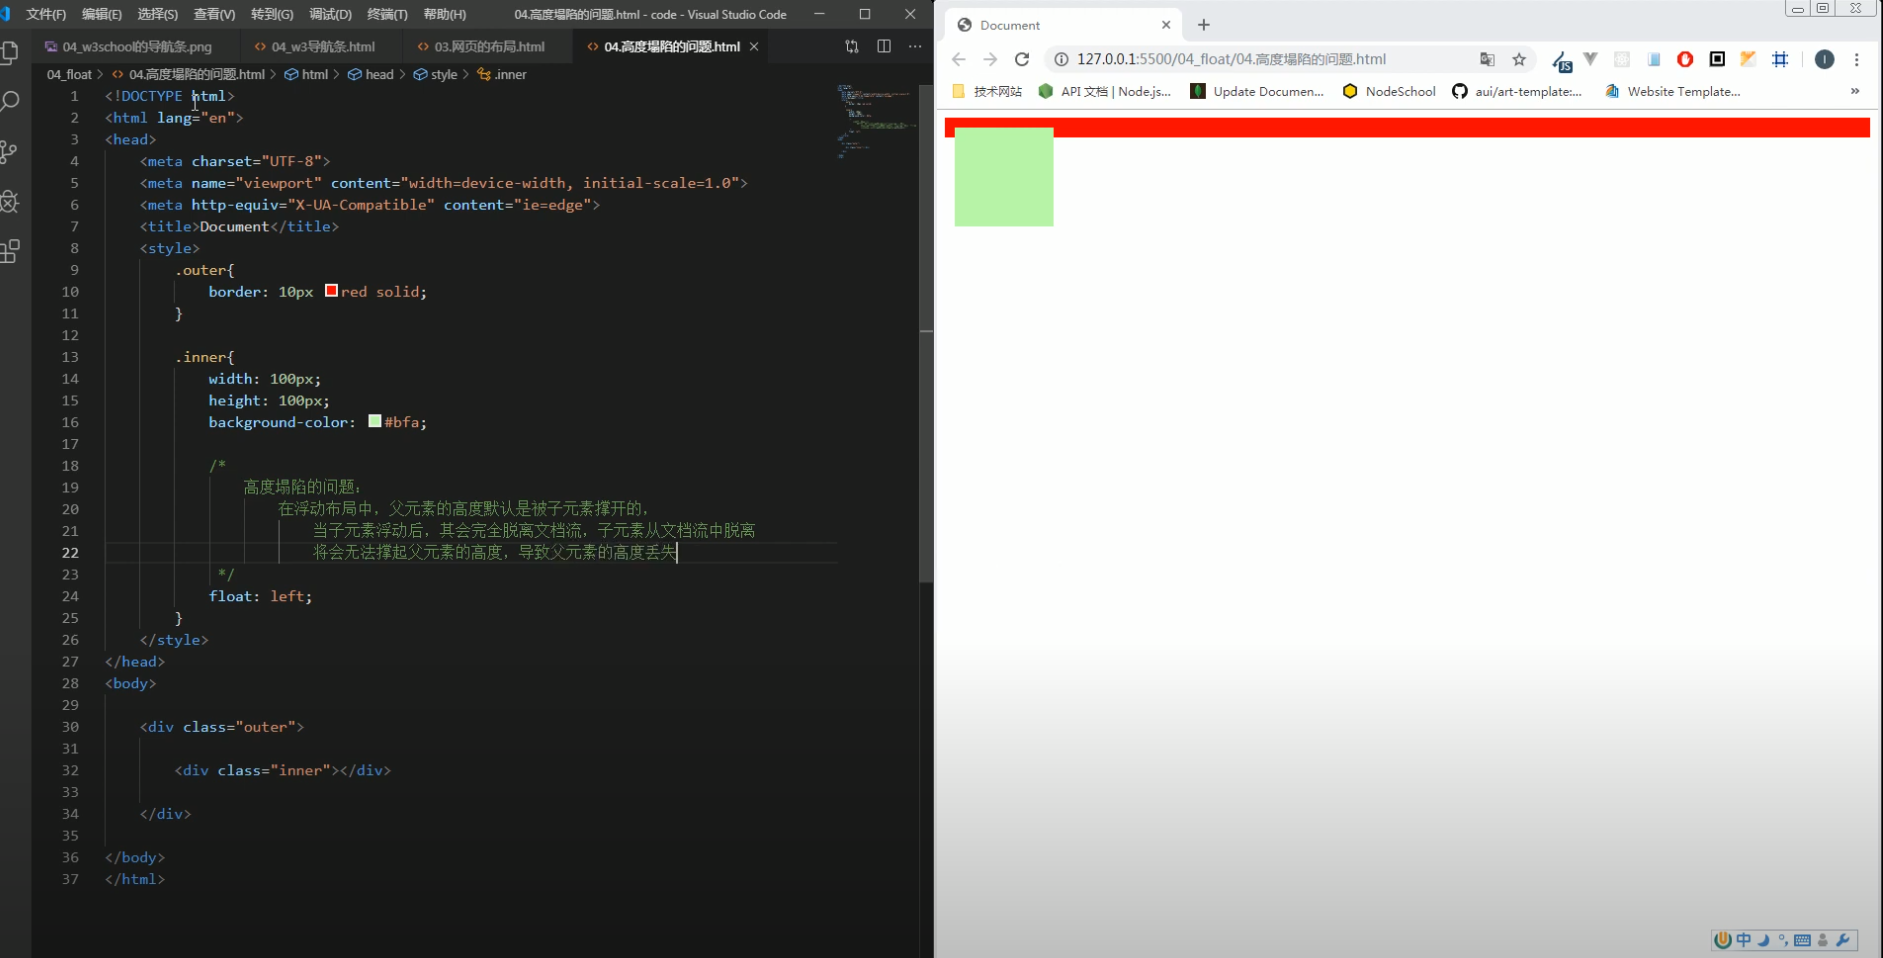 文件(F) 编辑(E) 选择(S) 查看(V) 转到(G) 调试(D) 终端(T) 帮助(H) 04.高度塌陷的问题.html - code - Visual Studio Code
04_w3school的导航条.png 04_w3导航条.html 03.网页的布局.html 04.高度塌陷的问题.html
04_float > 04.高度塌陷的问题.html > html > head > style > .inner
1 <!DOCTYPE html>
2 <html lang="en">
3 <head>
4 <meta charset="UTF-8">
5 <meta name="viewport" content="width=device-width, initial-scale=1.0">
6 <meta http-equiv="X-UA-Compatible" content="ie=edge">
7 <title>Document</title>
8 <style>
9 .outer{
10 border: 10px red solid;
11 }
12
13 .inner{
14 width: 100px;
15 height: 100px;
16 background-color: #bfa;
17
18 /*
19 高度塌陷的问题：
20 在浮动布局中，父元素的高度默认是被子元素撑开的，
21 当子元素浮动后，其会完全脱离文档流，子元素从文档流中脱离
22 将会无法撑起父元素的高度，导致父元素的高度丢失
23 */
24 float: left;
25 }
26 </style>
27 </head>
28 <body>
29
30 <div class="outer">
31
32 <div class="inner"></div>
33
34 </div>
35
36 </body>
37 </html>
Document
127.0.0.1:5500/04_float/04.高度塌陷的问题.html
JS
I
技术网站 API 文档 | Node.js... Update Documen... NodeSchool aui/art-template:... Website Template... »
中